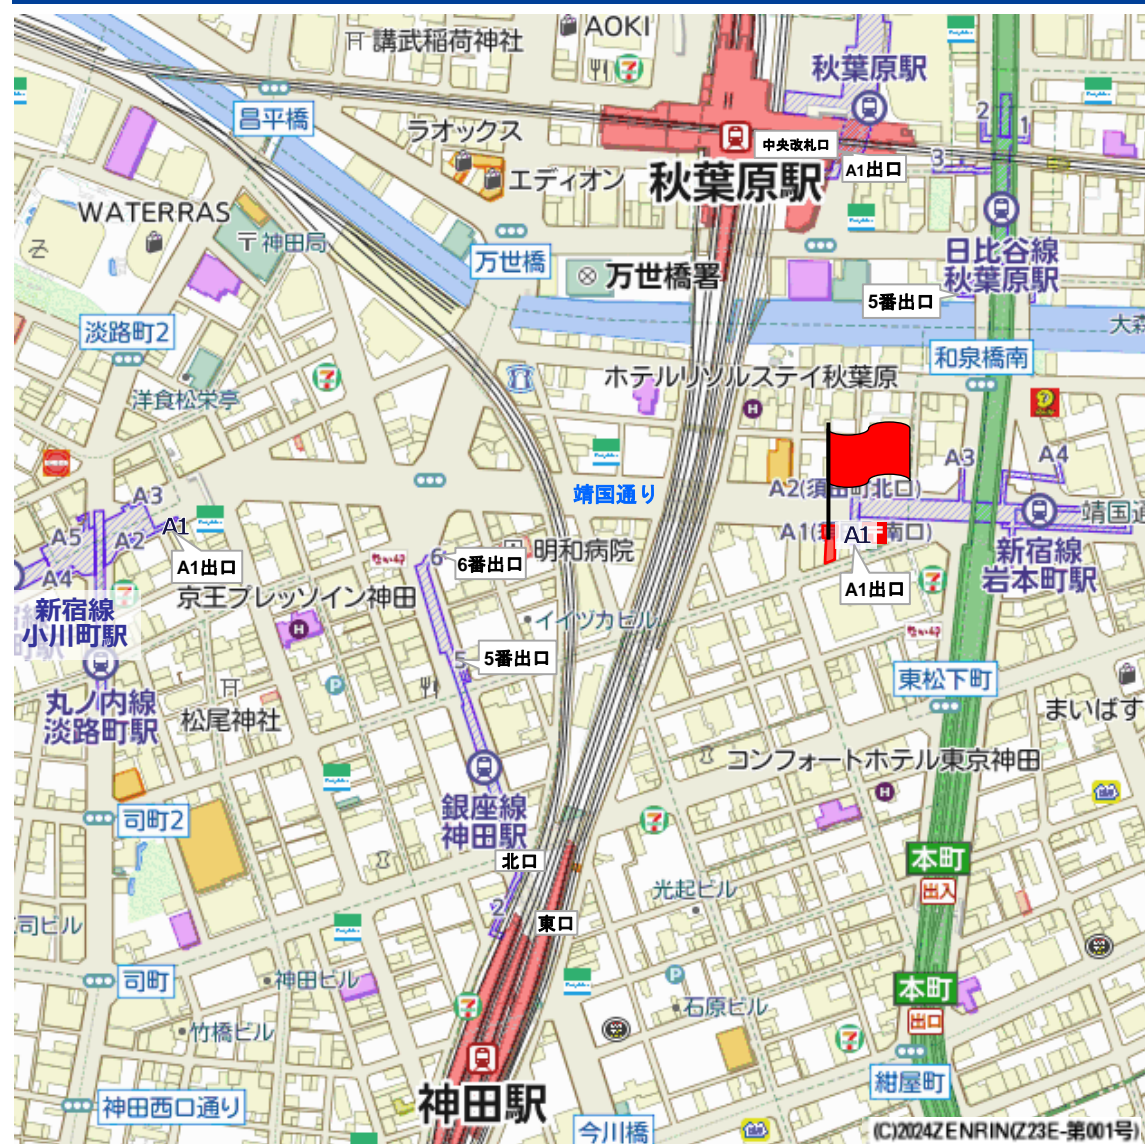 講武稲荷神社
AOKI
秋葉原駅
昌平橋
ラオックス
2
1
中央改札口
3
A1出口
エディオン
秋葉原駅
WATERRAS
神田局
万世橋
万世橋署
日比谷線
秋葉原駅
5番出口
淡路町2
和泉橋南
洋食松栄亭
ホテルリソルステイ秋葉原
A3
A4
靖国通り
A2(須田町北口)
A3
A1
A5
A2
A1
明和病院
6
6番出口
A1出口
A4
新宿線
岩本町駅
A1出口
京王プレッソイン神田
新宿線
小川町駅
イイヅカビル
5
5番出口
東松下町
丸ノ内線
淡路町駅
松尾神社
まいばす
コンフォートホテル東京神田
銀座線
神田駅
司町2
北口
本町
出入
光起ビル
2
東口
司ビル
司町
神田ビル
本町
出口
石原ビル
竹橋ビル
紺屋町
神田駅
神田西口通り
今川橋
(C)2024ZENRIN(Z23E-第001号)